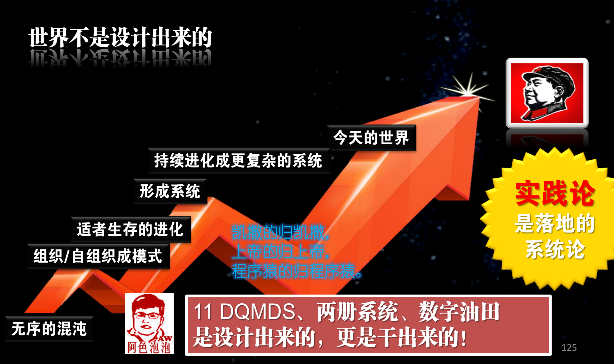 世界不是设计出来的
今天的世界
持续进化成更复杂的系统
形成系统
适者生存的进化
组织/自组织成模式
无序的混沌
凯撒的归凯撒。
上帝的归上帝。
程序猿的归程序猿。
实践论
是落地的
系统论
阿色泡泡
11 DQMDS、两册系统、数字油田
是设计出来的，更是干出来的！
125